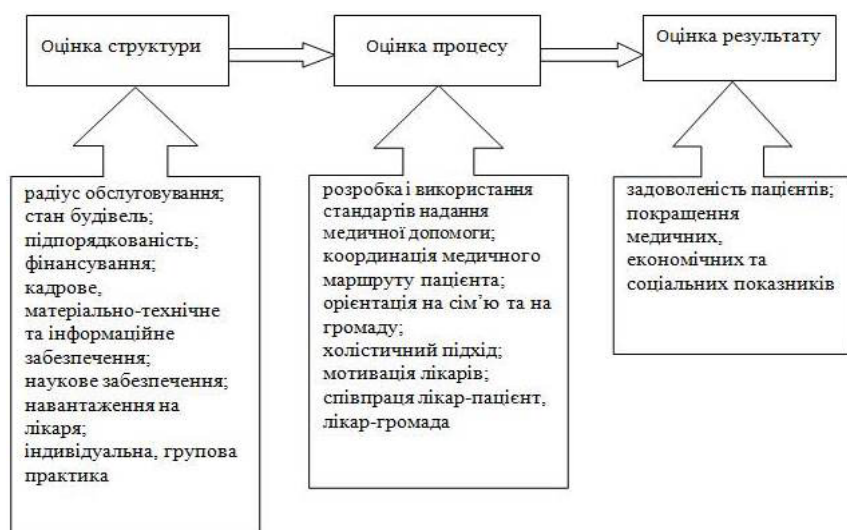 Оцінка структури
Оцінка процесу
Оцінка результату
радіус обслуговування;
стан будівель;
підпорядкованість;
фінансування;
кадрове,
матеріально-технічне
та інформаційне
забезпечення;
наукове забезпечення;
навантаження на
лікаря;
індивідуальна, групова
практика
розробка і використання
стандартів надання
медичної допомоги;
координація медичного
маршруту пацієнта;
орієнтація на сім’ю та на
громаду;
холістичний підхід;
мотивація лікарів;
співпраця лікар-пацієнт,
лікар-громада
задоволеність пацієнтів;
покращення
медичних,
економічних та
соціальних показників